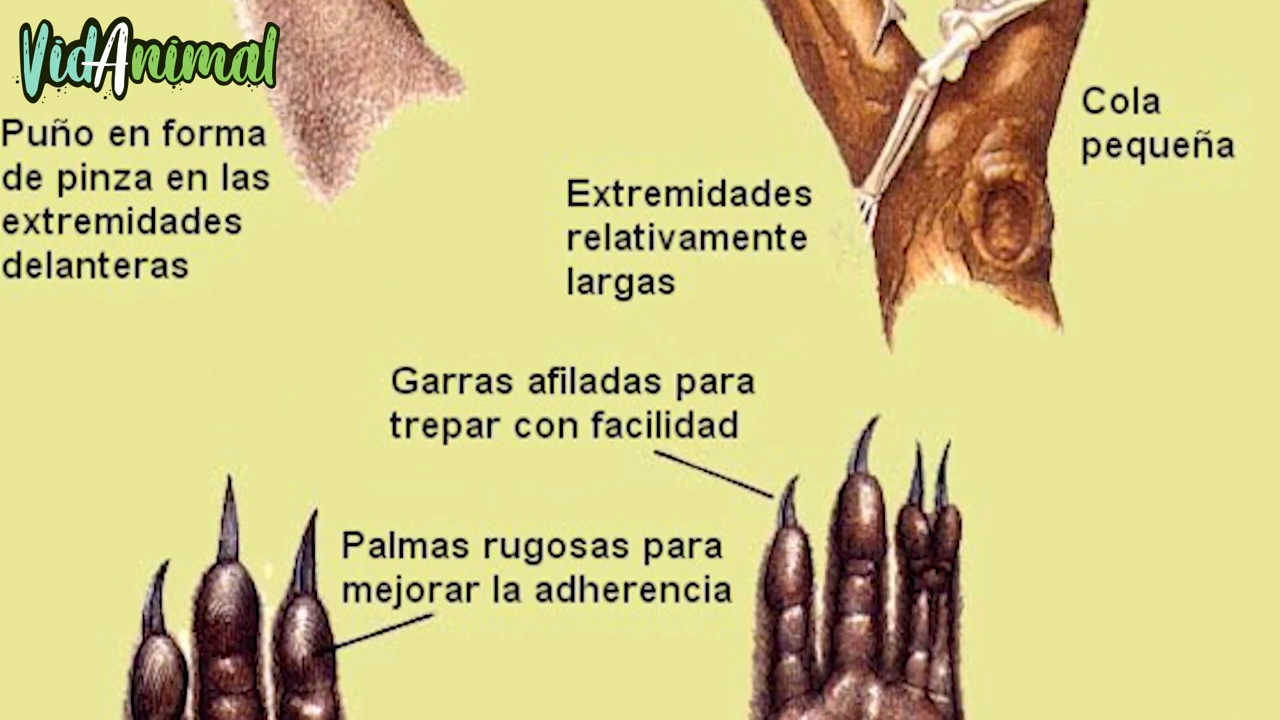 VidAnimal
Puño en forma
de pinza en las
extremidades
delanteras
Extremidades
relativamente
largas
Cola
pequeña
Garras afiladas para
trepar con facilidad
Palmas rugosas para
mejorar la adherencia